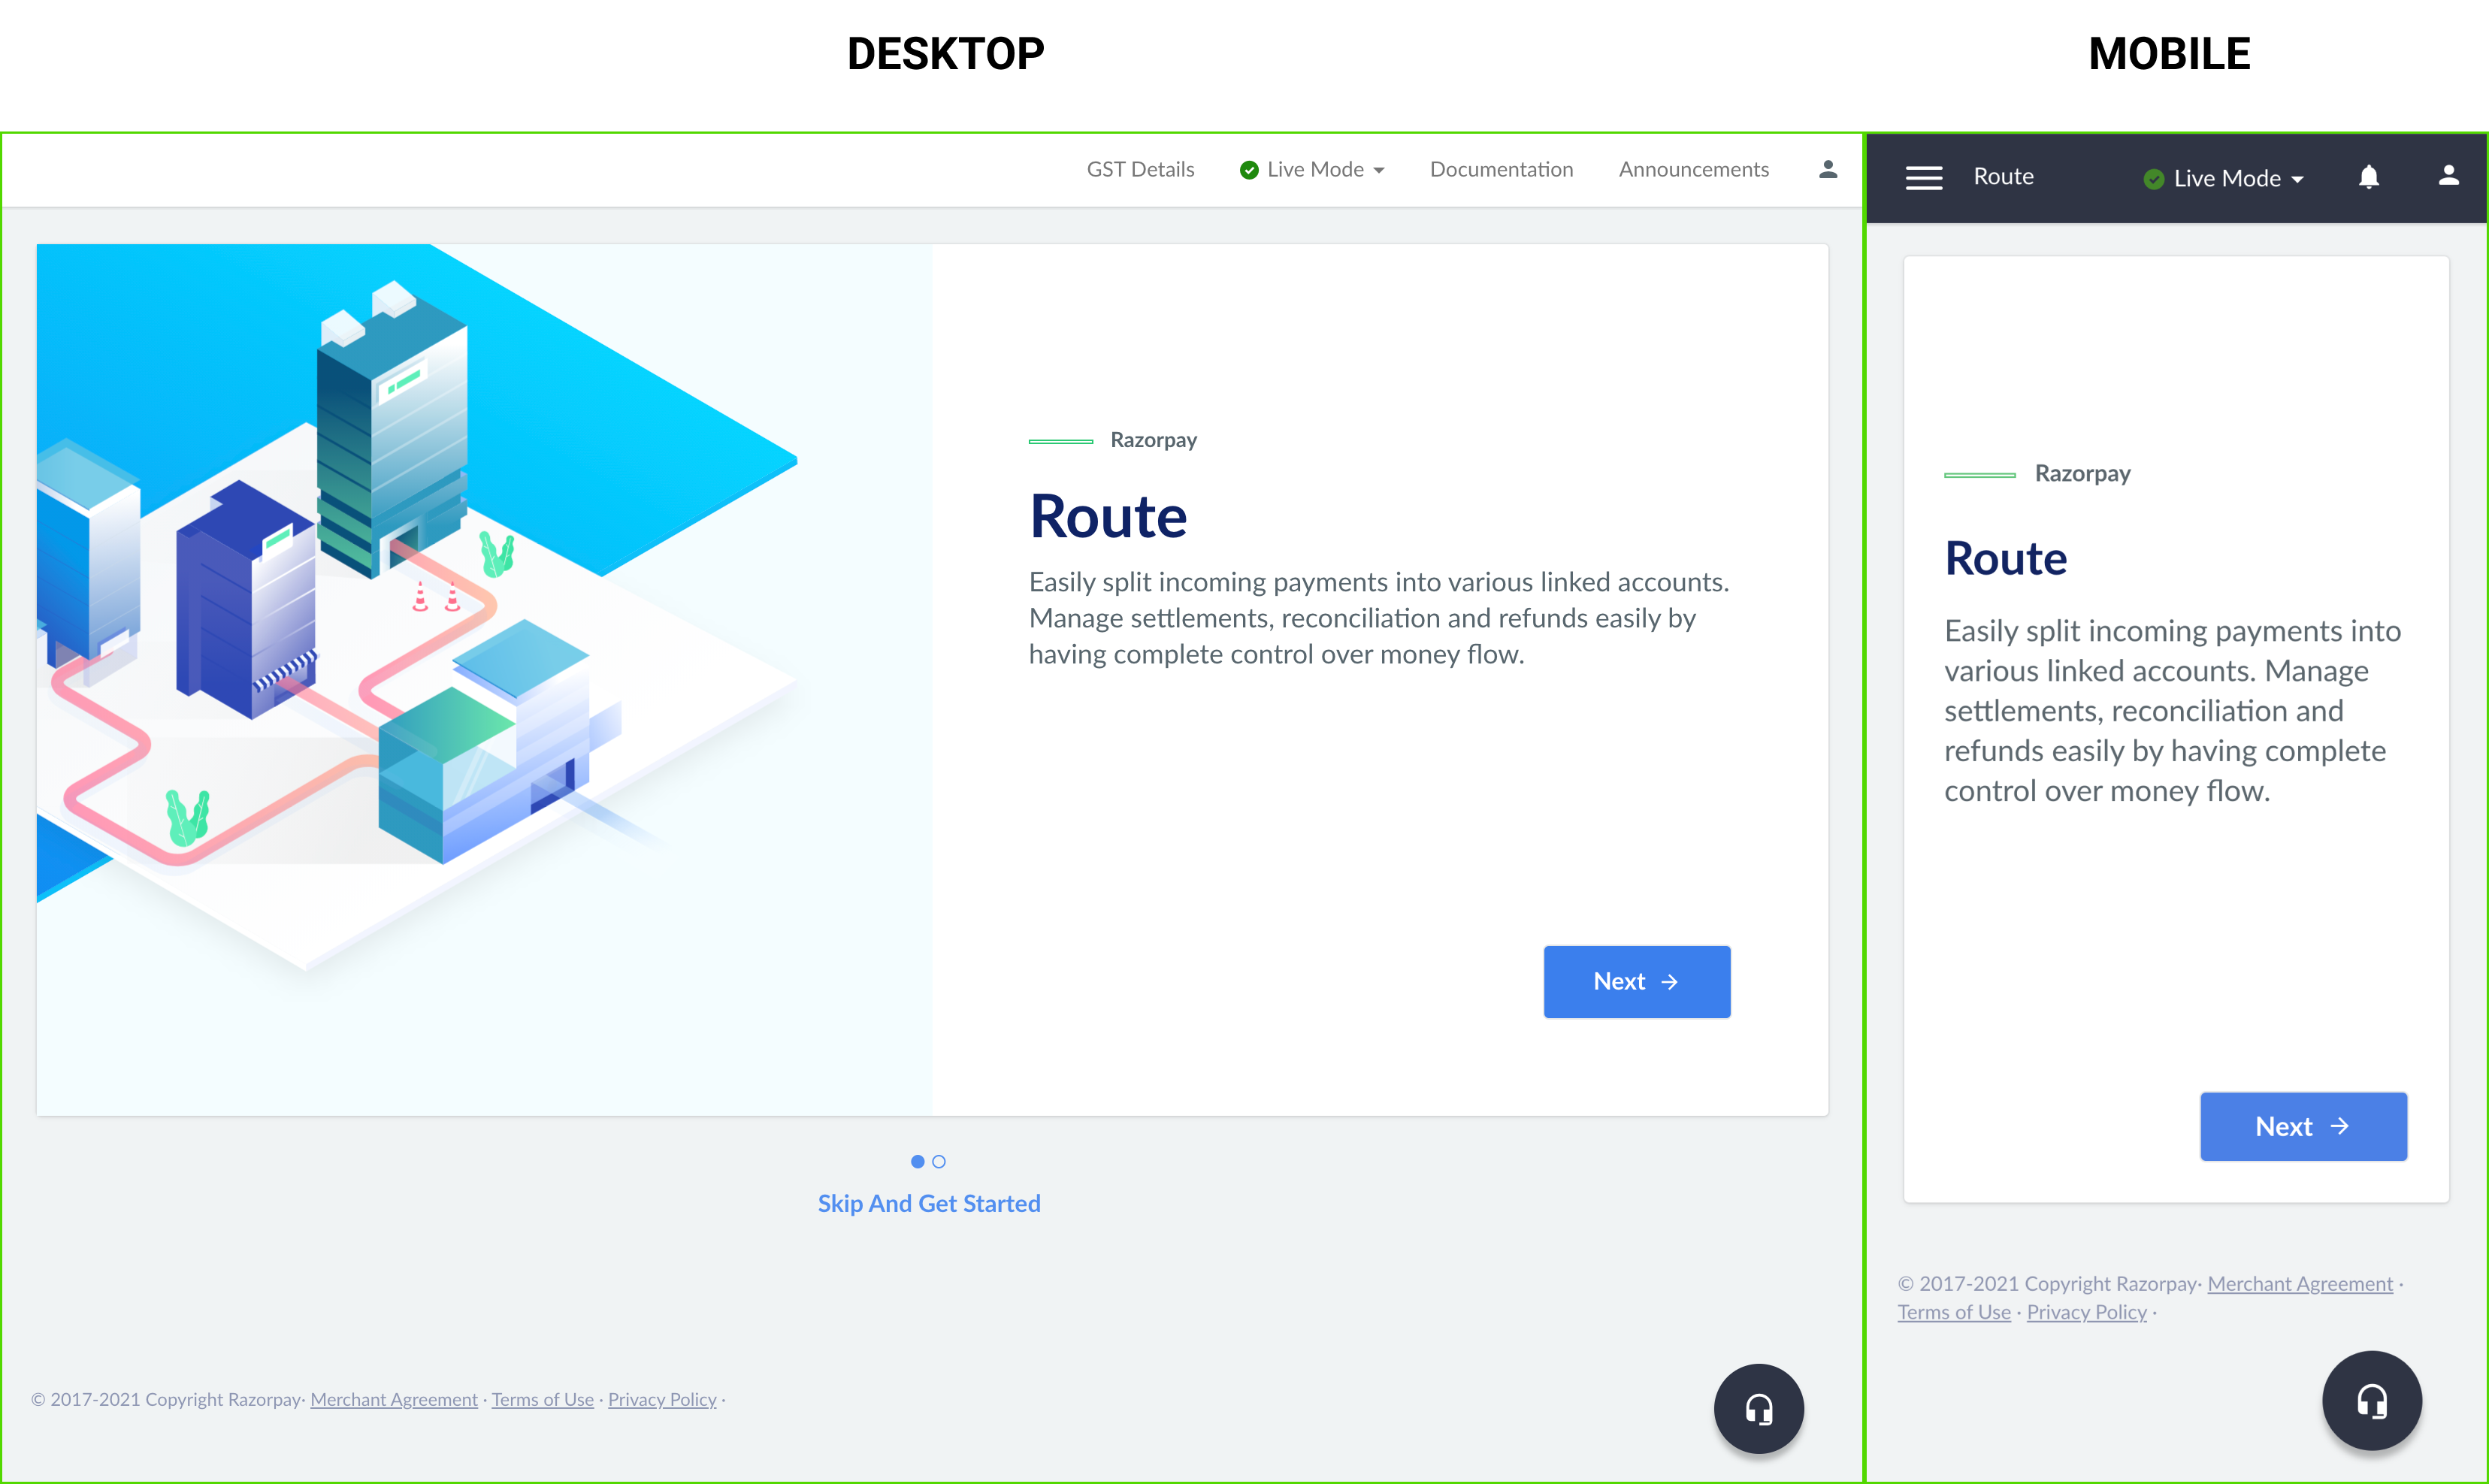 DESKTOP
MOBILE
GST Details Live Mode Documentation Announcements
Razorpay
Route
Easily split incoming payments into various linked accounts.
Manage settlements, reconciliation and refunds easily by
having complete control over money flow.
Next →
Skip And Get Started
© 2017-2021 Copyright Razorpay· Merchant Agreement · Terms of Use · Privacy Policy ·
Route Live Mode
Razorpay
Route
Easily split incoming payments into
various linked accounts. Manage
settlements, reconciliation and
refunds easily by having complete
control over money flow.
Next →
© 2017-2021 Copyright Razorpay· Merchant Agreement ·
Terms of Use · Privacy Policy ·